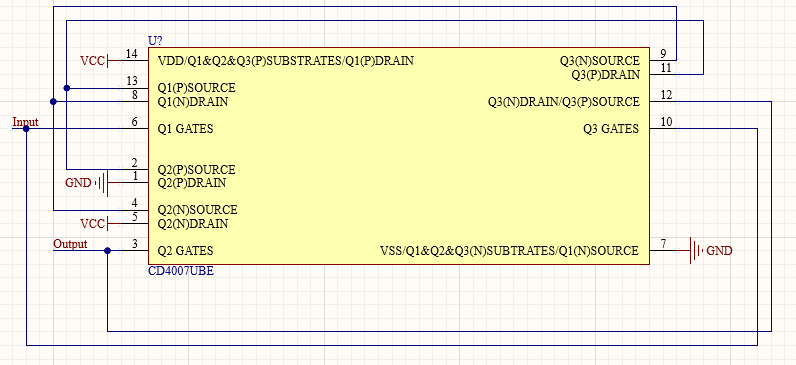 U?
VCC 14 VDD/Q1&Q2&Q3(P)SUBSTRATES/Q1(P)DRAIN Q3(N)SOURCE 9
Q3(P)DRAIN 11
13 Q1(P)SOURCE
8 Q1(N)DRAIN Q3(N)DRAIN/Q3(P)SOURCE 12
Input 6 Q1 GATES Q3 GATES 10
2 Q2(P)SOURCE
GND 1 Q2(P)DRAIN
4 Q2(N)SOURCE
VCC 5 Q2(N)DRAIN
Output 3 Q2 GATES VSS/Q1&Q2&Q3(N)SUBTRATES/Q1(N)SOURCE 7 GND
CD4007UBE